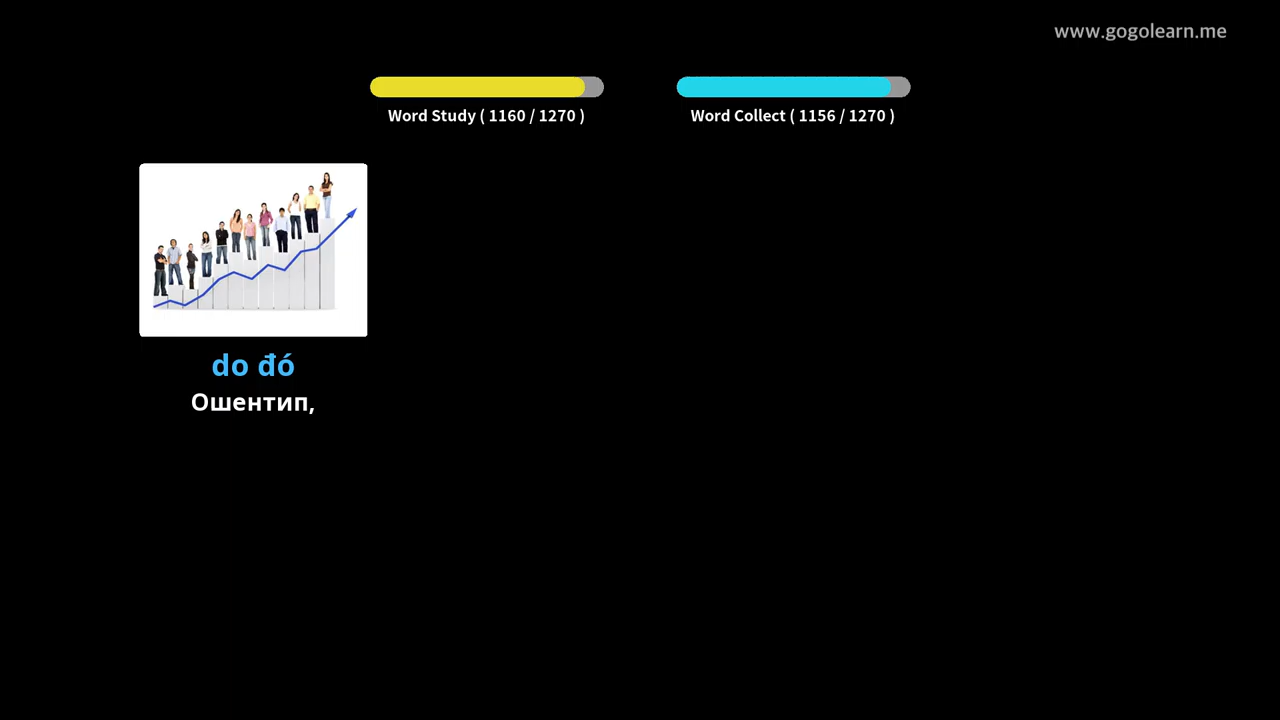 www.gogolearn.me
Word Study ( 1160 / 1270 )
Word Collect ( 1156 / 1270 )
do đó
Ошентип,